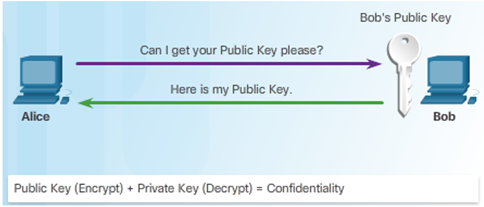 Bob's Public Key
Can I get your Public Key please?
Here is my Public Key.
Alice
Bob
Public Key (Encrypt) + Private Key (Decrypt) = Confidentiality